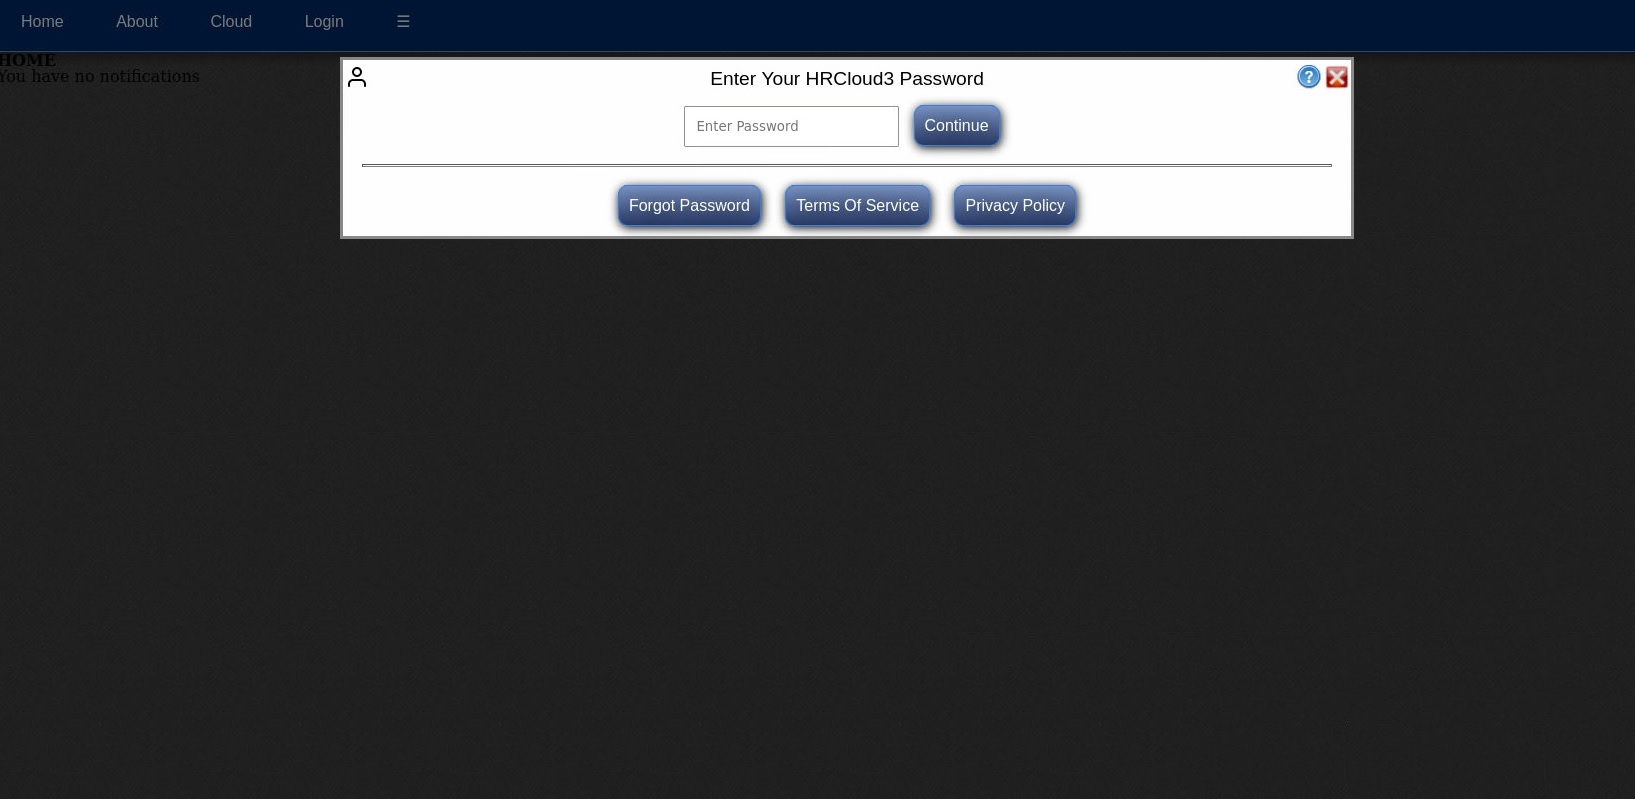 Home About Cloud Login ☰
HOME
You have no notifications
Enter Your HRCloud3 Password
?
Enter Password Continue
Forgot Password Terms Of Service Privacy Policy